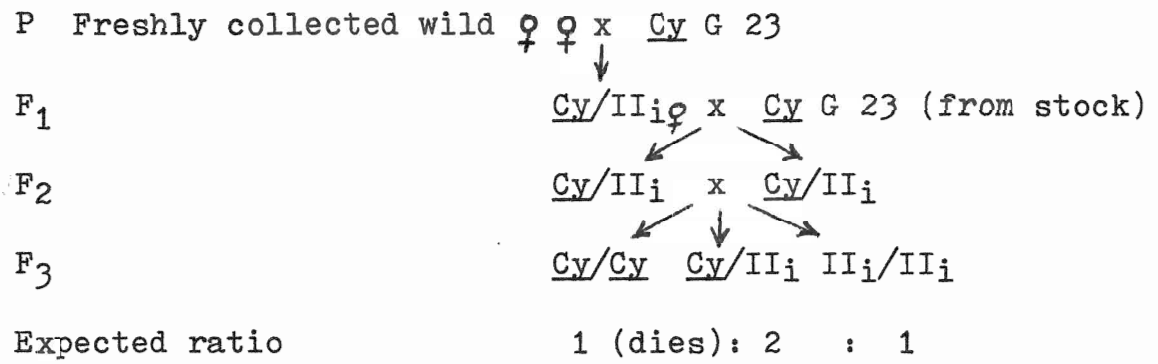 P Freshly collected wild ♀ ♀ x Cy G 23
F1 Cy/IIi♀ x Cy G 23 (from stock)
F2 Cy/IIi x Cy/IIi
F3 Cy/Cy Cy/IIi IIi/IIi
Expected ratio 1 (dies): 2 : 1